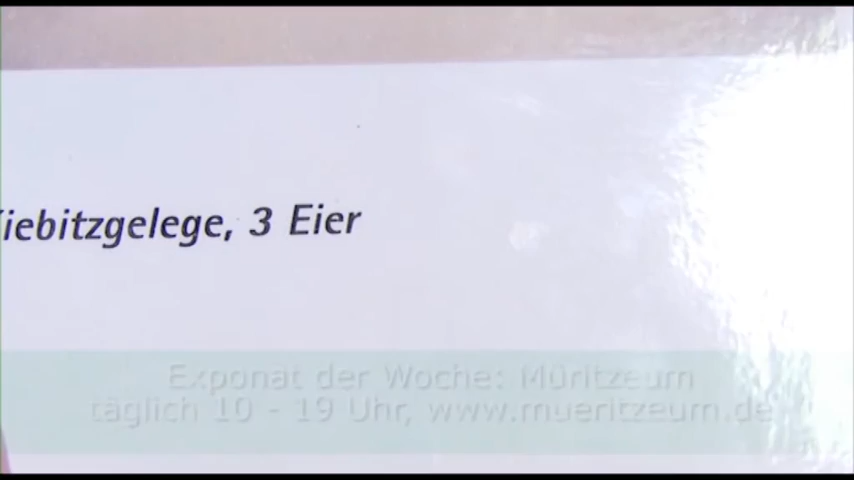 iebitzgelege, 3 Eier
Exponat der Woche: Müritzeum
täglich 10 - 19 Uhr, www.mueritzeum.de